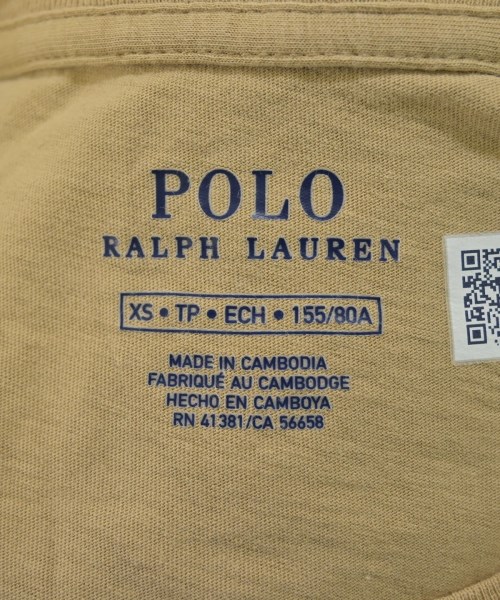 POLO
RALPH LAUREN
XS • TP • ECH • 155/80A
MADE IN CAMBODIA
FABRIQUÉ AU CAMBODGE
HECHO EN CAMBOYA
RN 41381/CA 56658